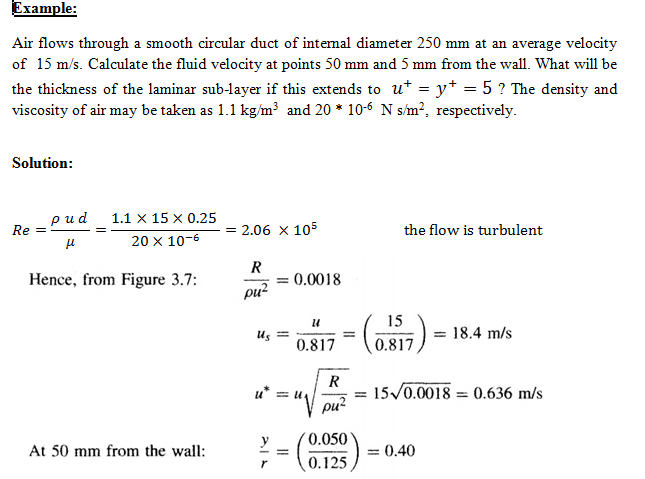 Example:
Air flows through a smooth circular duct of internal diameter 250 mm at an average velocity
of 15 m/s. Calculate the fluid velocity at points 50 mm and 5 mm from the wall. What will be
the thickness of the laminar sub-layer if this extends to u⁺ = y⁺ = 5 ? The density and
viscosity of air may be taken as 1.1 kg/m³ and 20 * 10⁻⁶ N s/m², respectively.
Solution:
Re = ρ u d / μ = 1.1 × 15 × 0.25 / 20 × 10⁻⁶ = 2.06 × 10⁵ the flow is turbulent
Hence, from Figure 3.7: R / ρu² = 0.0018
uₛ = u / 0.817 = (15 / 0.817) = 18.4 m/s
u* = u√(R / ρu²) = 15√0.0018 = 0.636 m/s
At 50 mm from the wall: y / r = (0.050 / 0.125) = 0.40